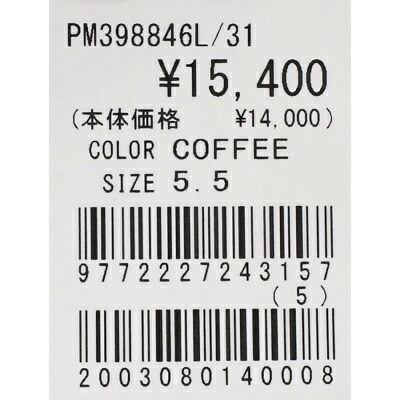 PM398846L/31
¥15,400
(本体価格 ¥14,000)
COLOR COFFEE
SIZE 5.5
9772227243157
(5)
2003080140008